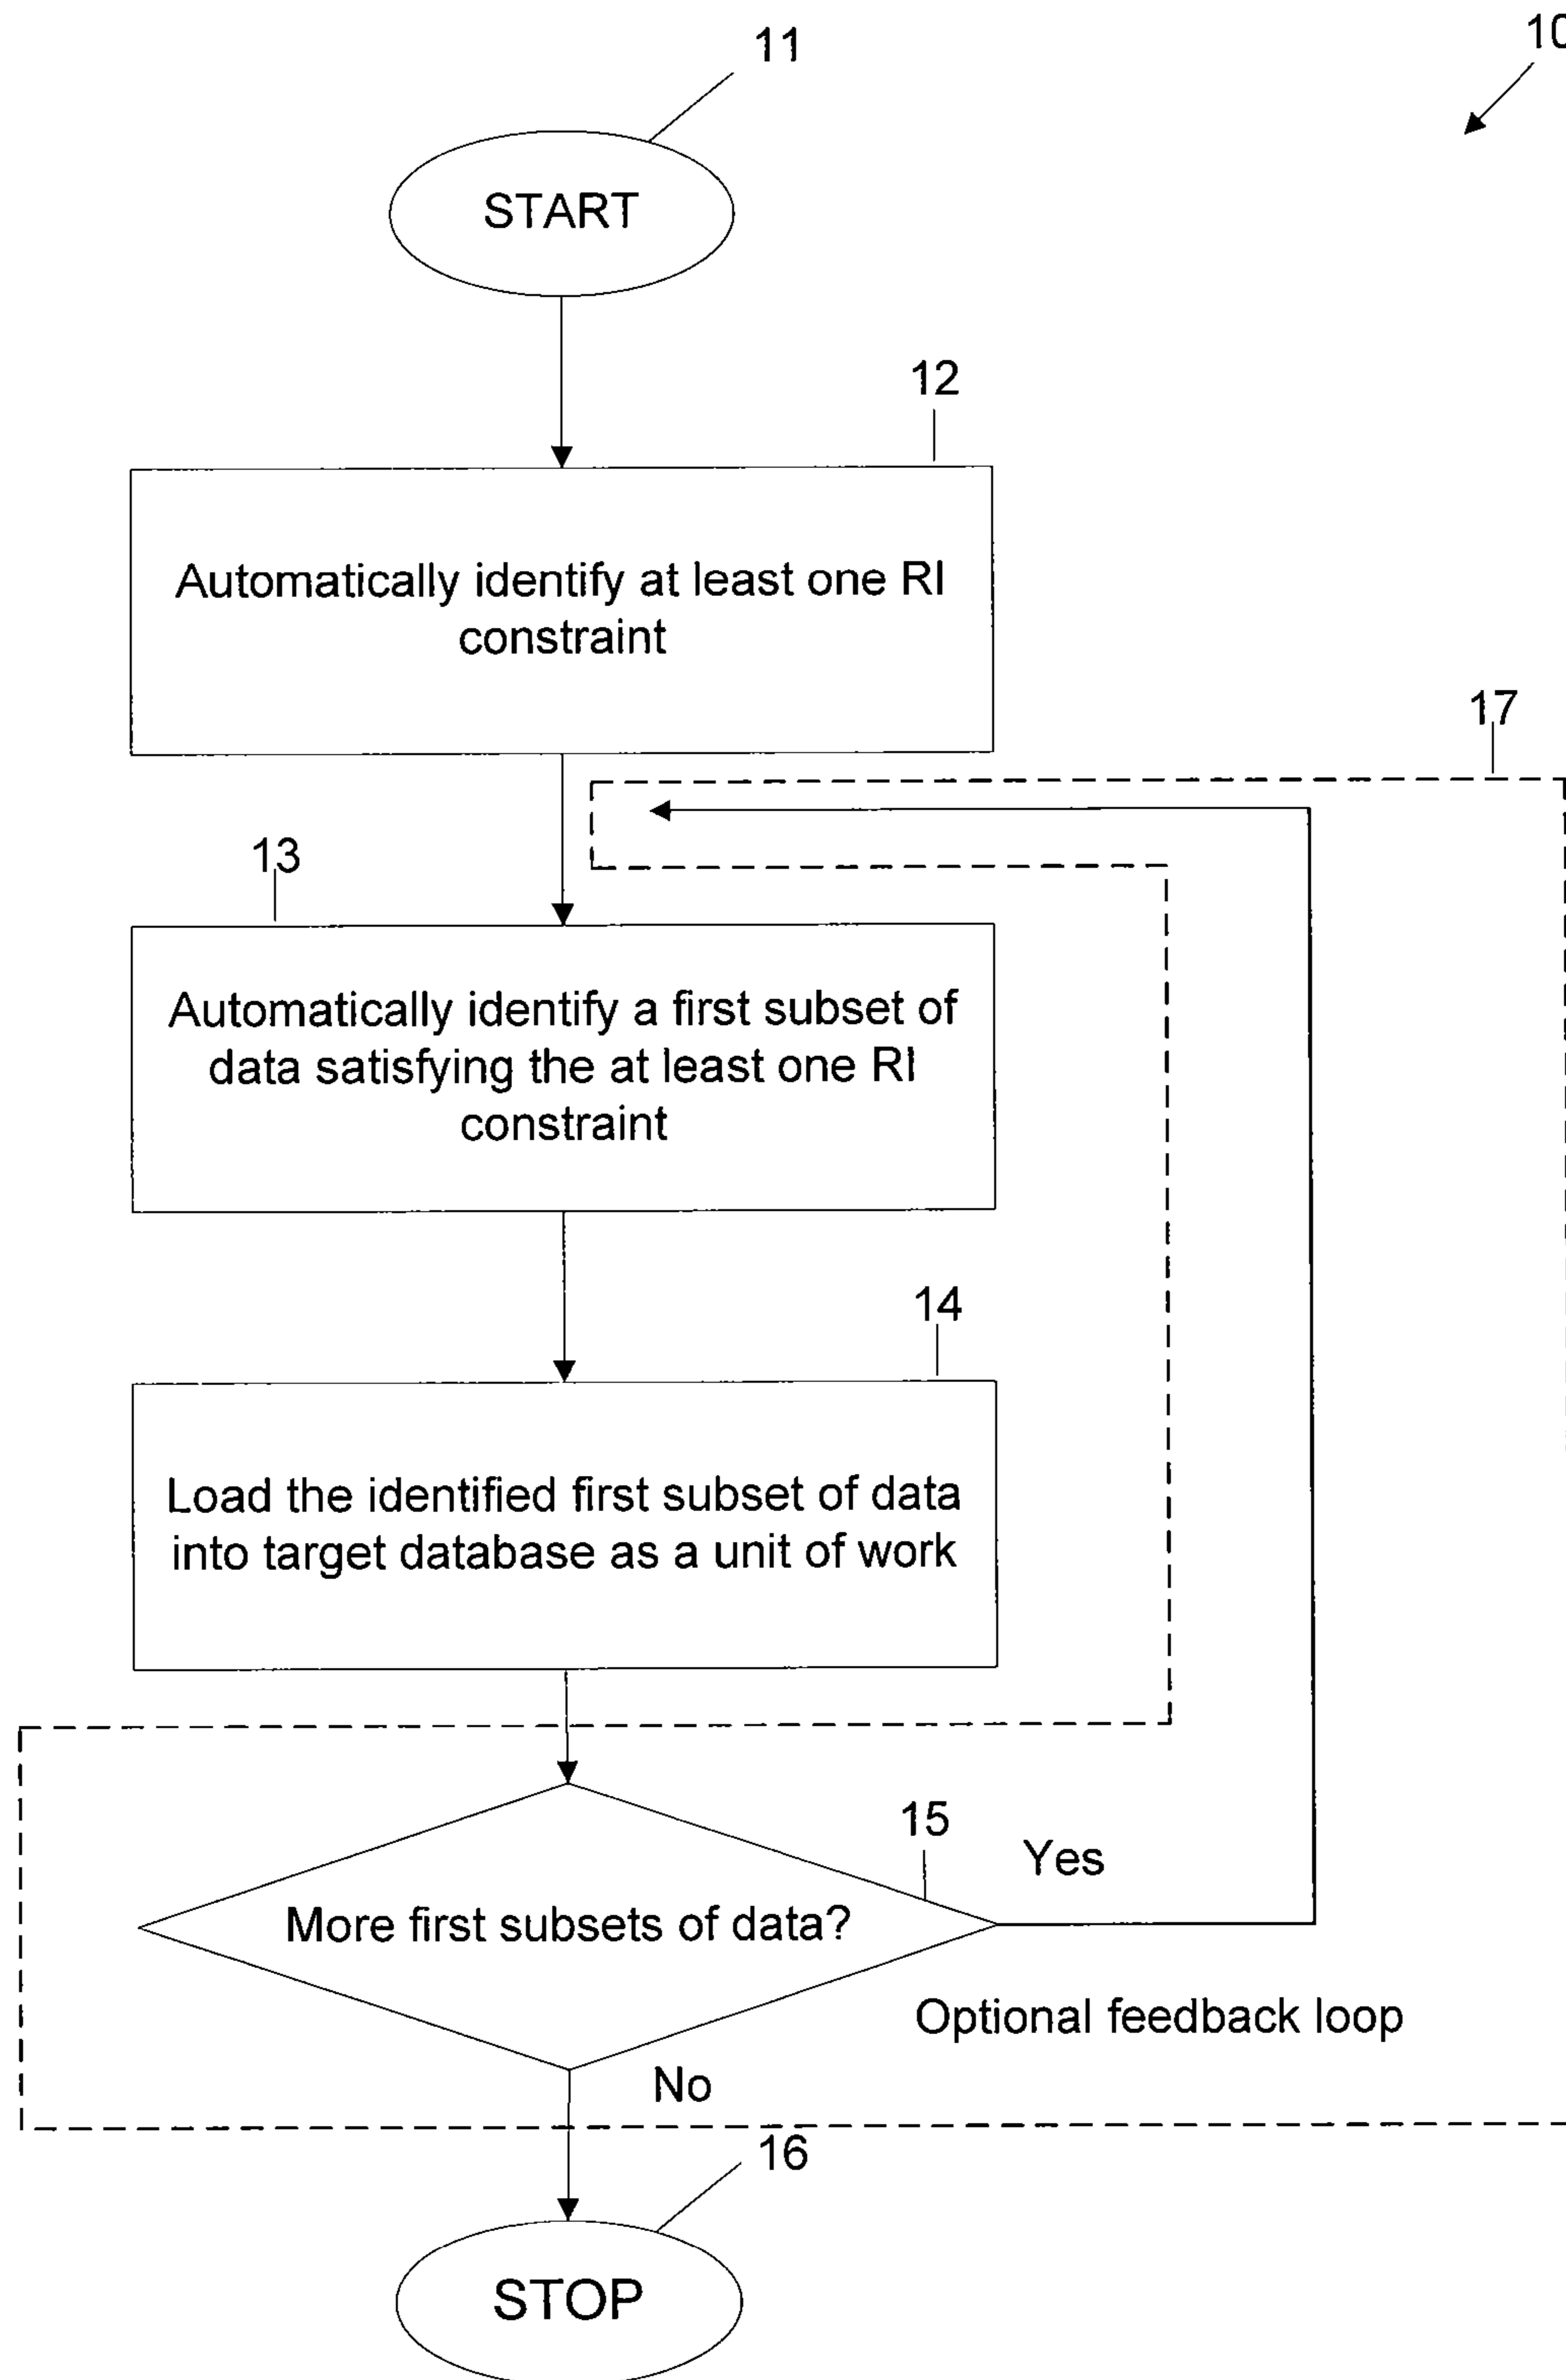 11
10
START
12
Automatically identify at least one RI
constraint
17
13
Automatically identify a first subset of
data satisfying the at least one RI
constraint
14
Load the identified first subset of data
into target database as a unit of work
15
Yes
More first subsets of data?
Optional feedback loop
No
16
STOP